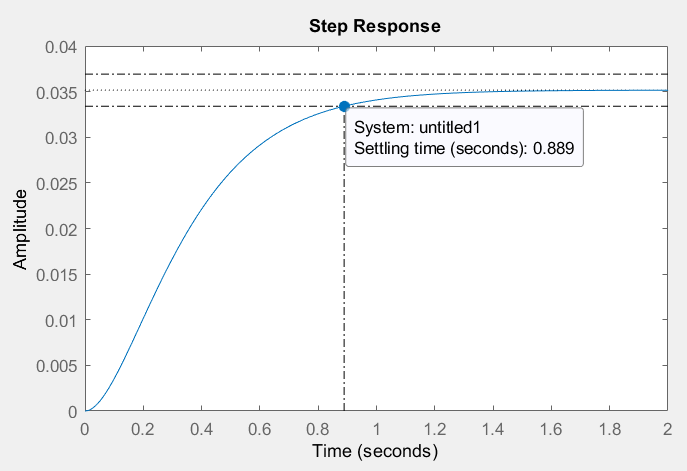 Step Response
0.04
0.035
0.03
0.025
0.02
0.015
0.01
0.005
0
Amplitude
System: untitled1
Settling time (seconds): 0.889
0 0.2 0.4 0.6 0.8 1 1.2 1.4 1.6 1.8 2
Time (seconds)